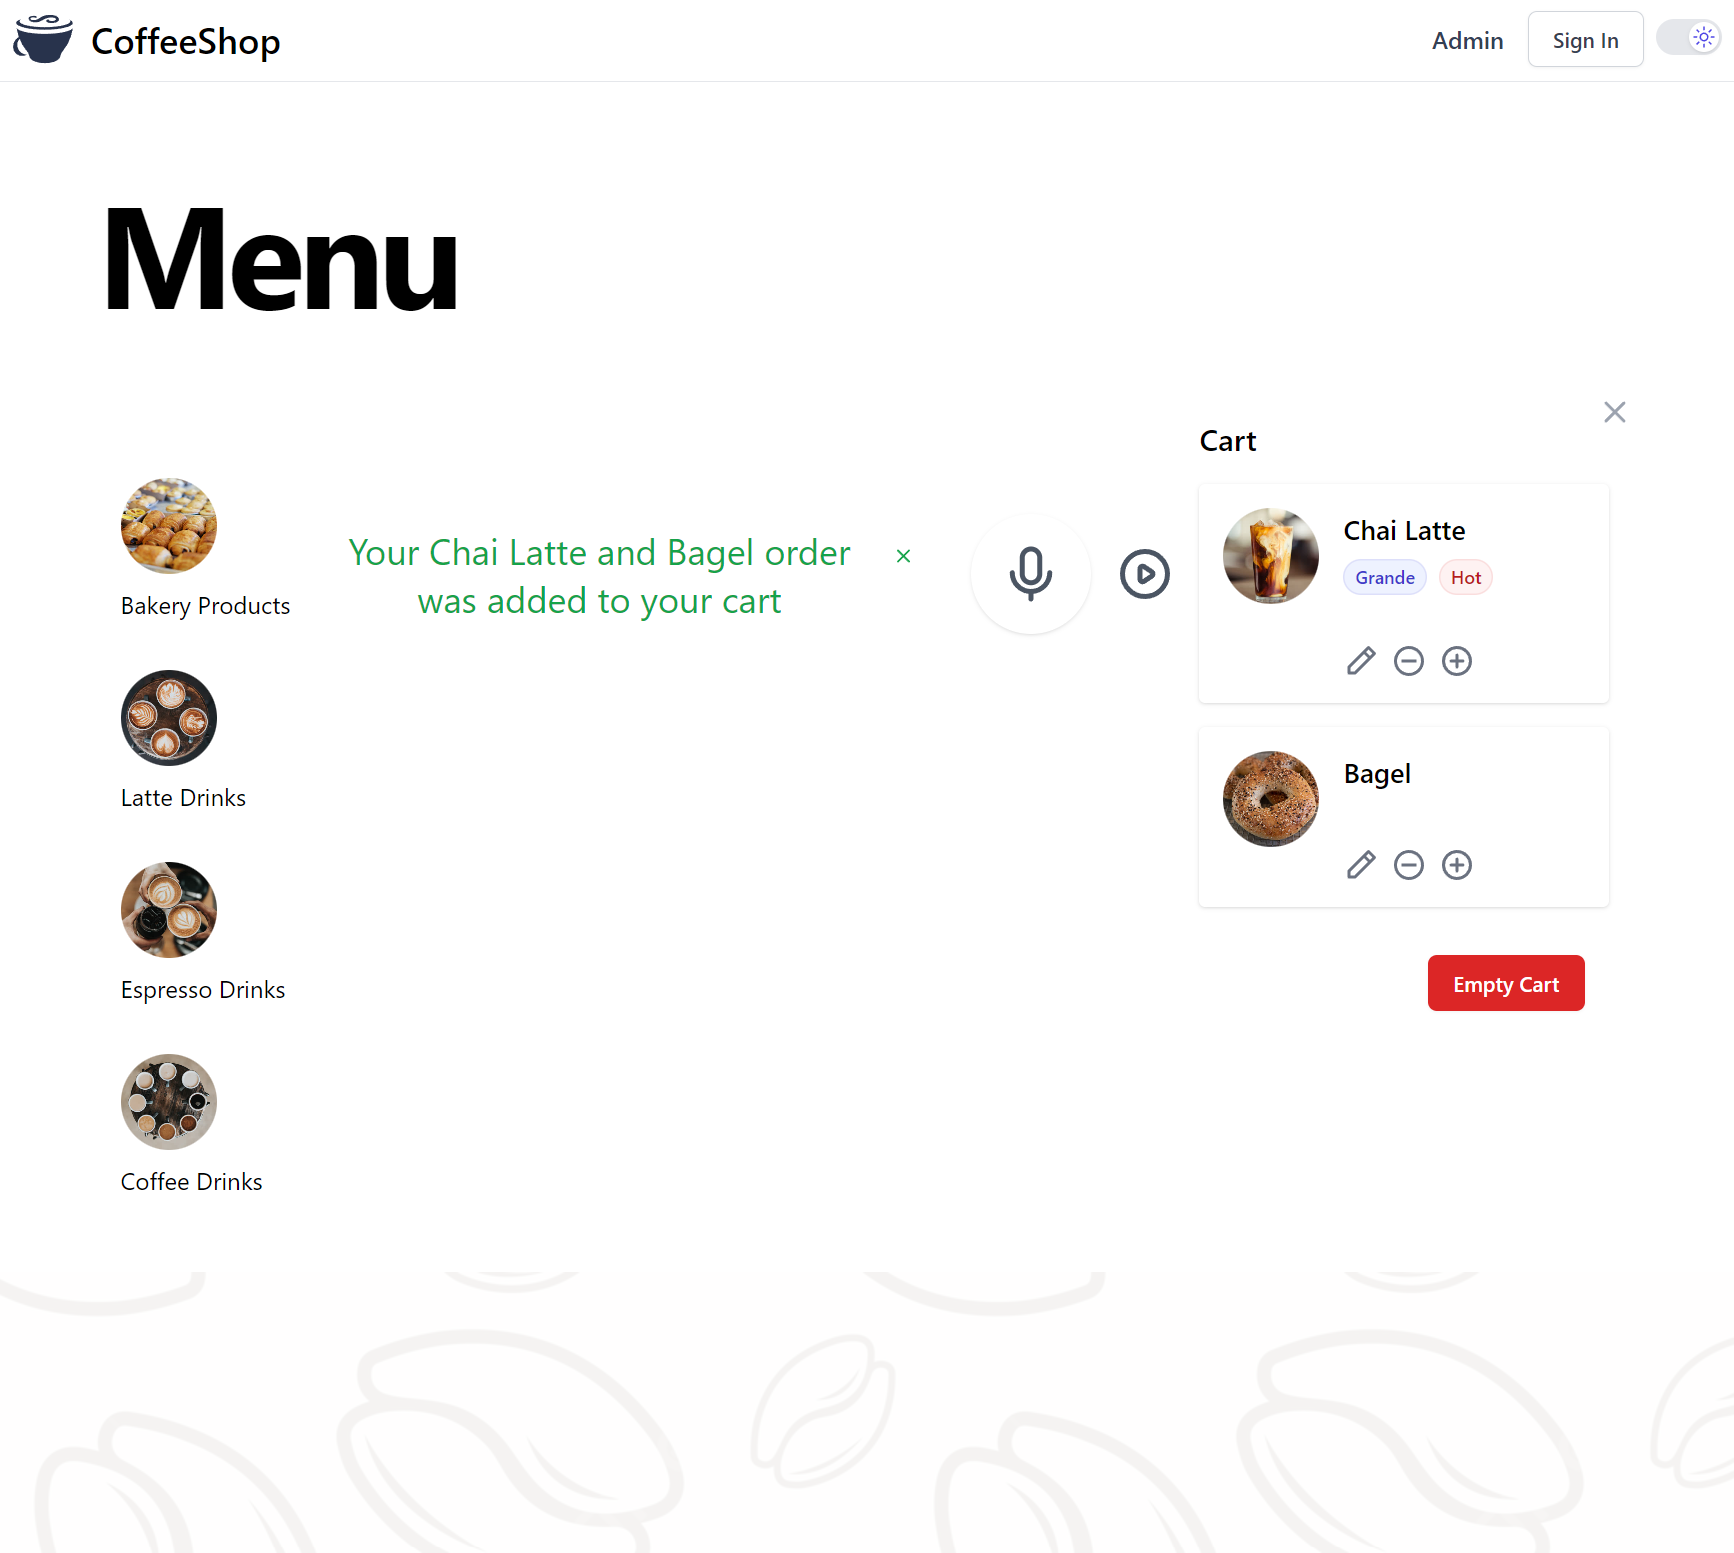 CoffeeShop
Admin
Sign In
Menu
Bakery Products
Latte Drinks
Espresso Drinks
Coffee Drinks
Your Chai Latte and Bagel order
was added to your cart
Cart
Chai Latte
Grande
Hot
Bagel
Empty Cart